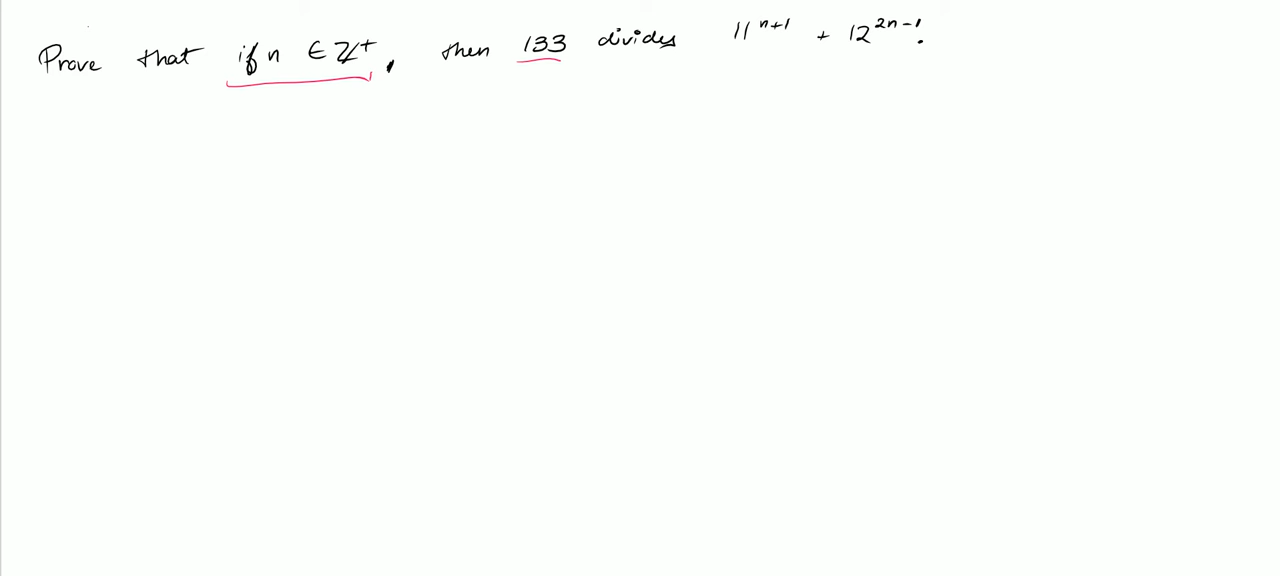 Prove that if n ∈ ℤ⁺, then 133 divides 11ⁿ⁺¹ + 12²ⁿ⁻¹.